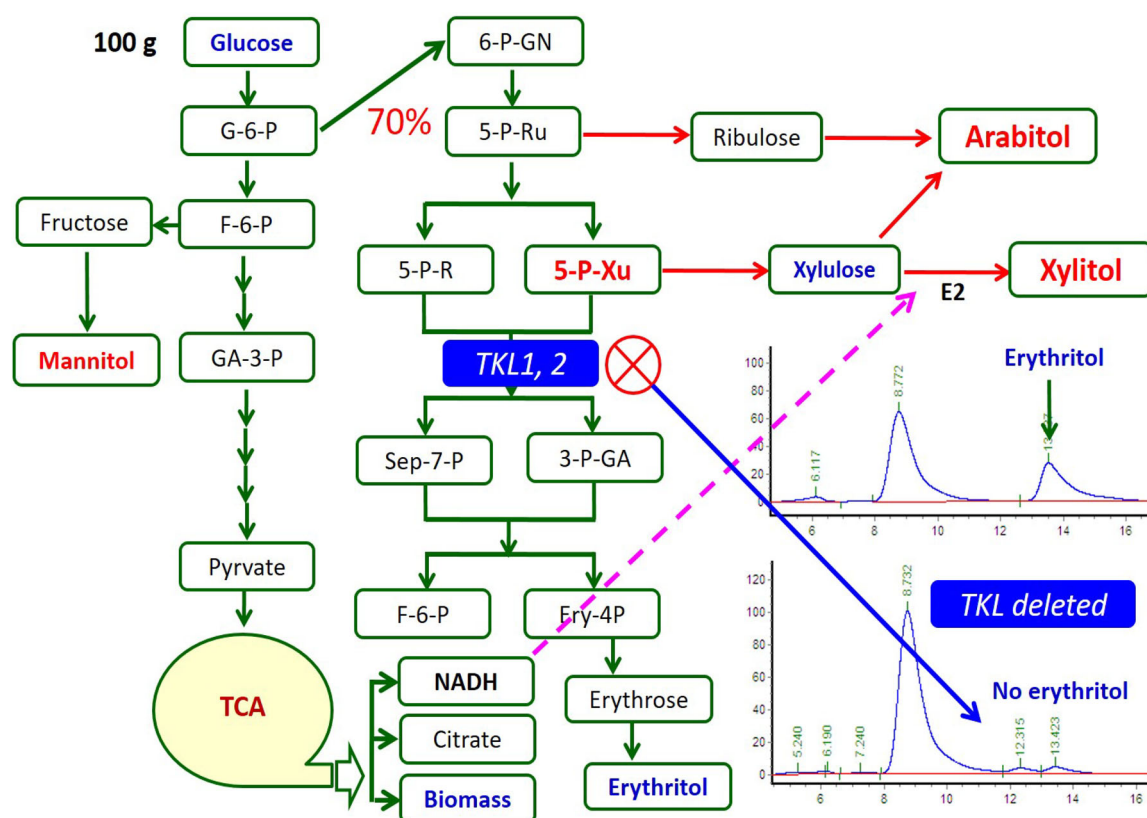 100 g
Glucose
6-P-GN
G-6-P
70%
5-P-Ru
Ribulose
Arabitol
Fructose
F-6-P
5-P-R
5-P-Xu
Xylulose
E2
Xylitol
Mannitol
GA-3-P
TKL1, 2
Sep-7-P
3-P-GA
Pyrvate
F-6-P
Ery-4P
TCA
NADH
Erythrose
Citrate
Biomass
Erythritol
Erythritol
100
80
60
40
20
0
6.117
8.772
6
8
10
12
14
16
TKL deleted
No erythritol
120
100
80
60
40
20
0
5.240
6.190
7.240
8.732
12.315
13.423
4
6
8
10
12
14
16